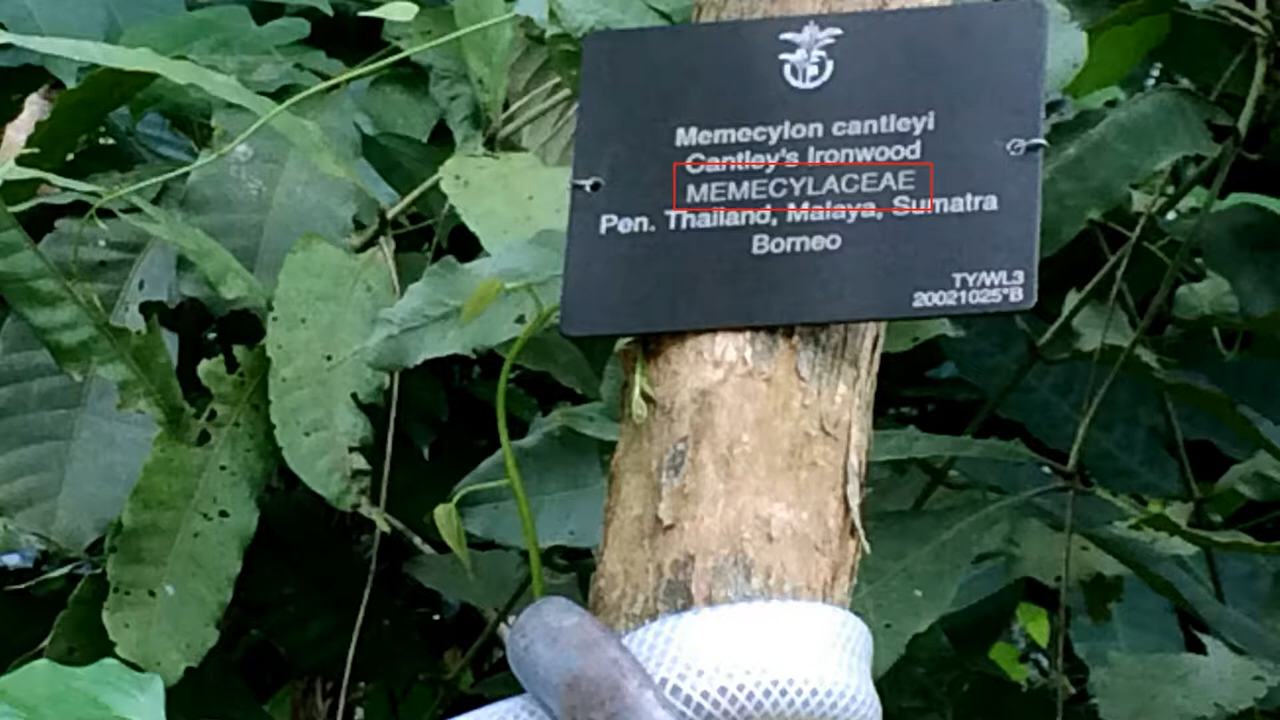 Memecylon cantleyi
Cantley's Ironwood
MEMECYLACEAE
Pen. Thailand, Malaya, Sumatra
Borneo
TY/WL3
20021025*B